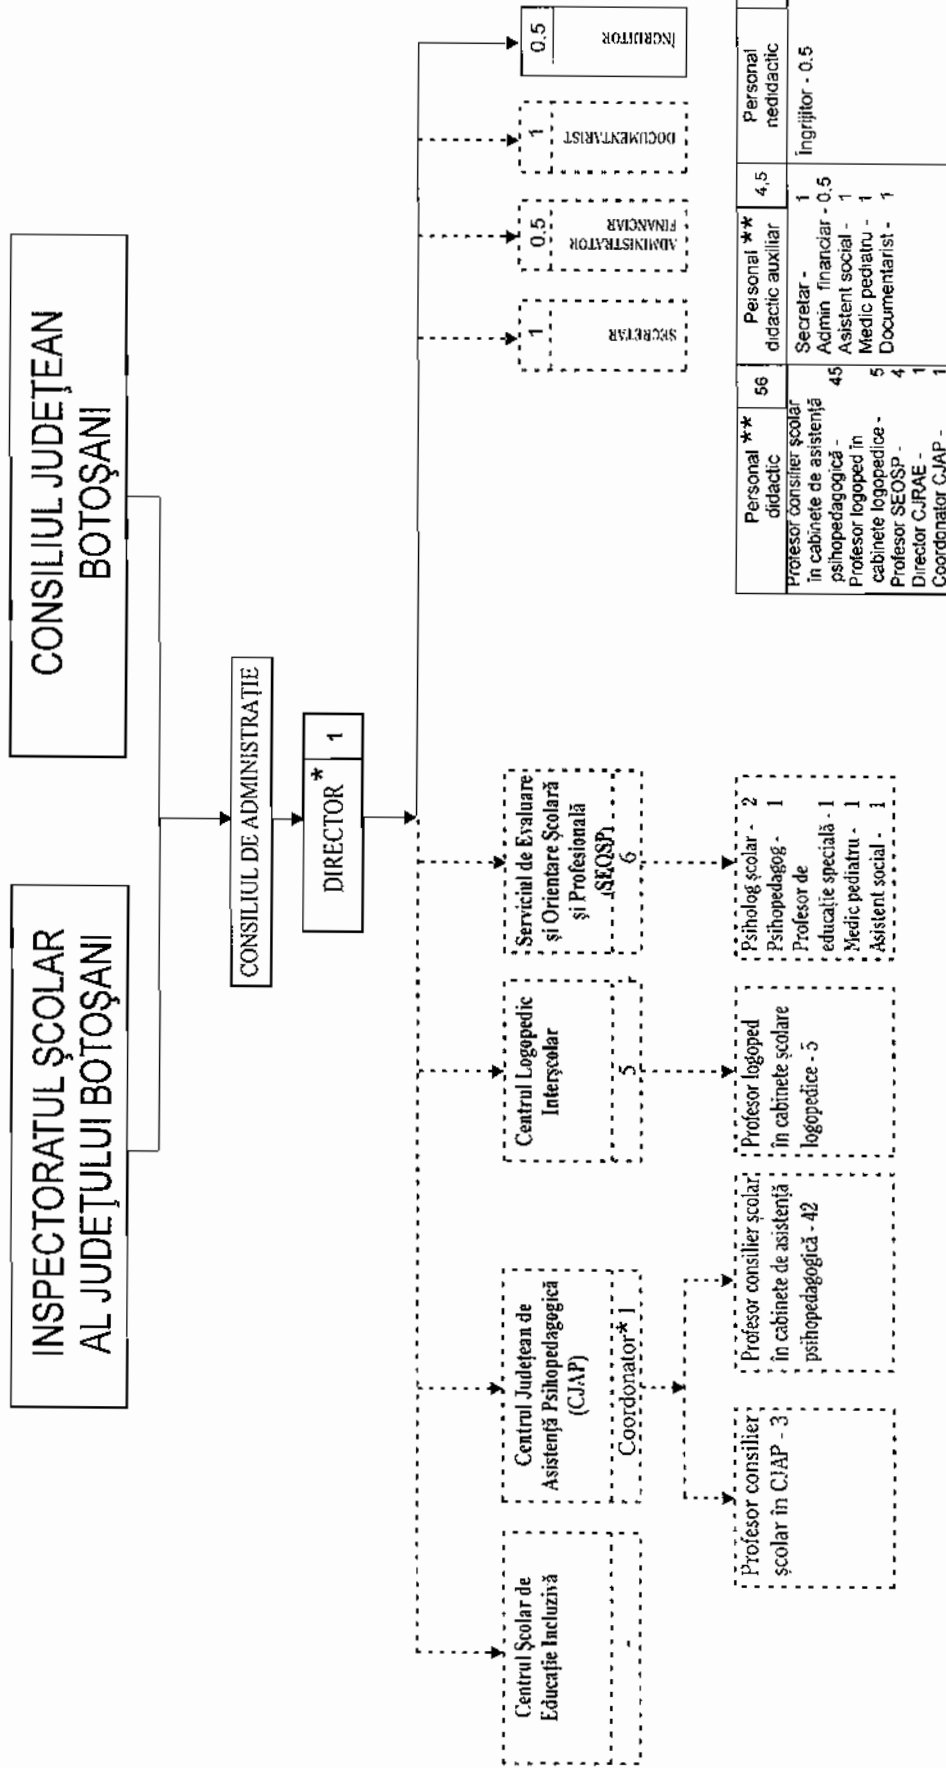 INSPECTORATUL ŞCOLAR
AL JUDEŢULUI BOTOŞANI
CONSILIUL JUDEŢEAN
BOTOŞANI
CONSILIUL DE ADMINISTRAŢIE
DIRECTOR*
1
Centrul Şcolar de
Educaţie Incluzivă
-
Centrul Judeţean de
Asistenţă Psihopedagogică
(CJAP)
Coordonator* 1
Centrul Logopedic
Interşcolar
5
Serviciul de Evaluare
şi Orientare Şcolară
şi Profesională
(SEOSP)
6
1
SECRETAR
0.5
ADMINISTRATOR
FINANCIAR
1
DOCUMENTARIST
0.5
ÎNGRIJITOR
Profesor consilier
şcolar în CJAP - 3
Profesor consilier şcolar
în cabinete de asistenţă
psihopedagogică - 42
Profesor logoped
în cabinete şcolare
logopedice - 5
Psiholog şcolar - 2
Psihopedagog - 1
Profesor de
educaţie specială - 1
Medic pediatru - 1
Asistent social - 1
Personal **
didactic
56
Personal **
didactic auxiliar
4,5
Personal
nedidactic
Profesor consilier şcolar
în cabinete de asistenţă
psihopedagogică - 45
Profesor logoped în
cabinete logopedice - 5
Profesor SEOSP - 4
Director CJRAE - 1
Coordonator CJAP - 1
Secretar - 1
Admin financiar - 0.5
Asistent social - 1
Medic pediatru - 1
Documentarist - 1
Îngrijitor - 0.5